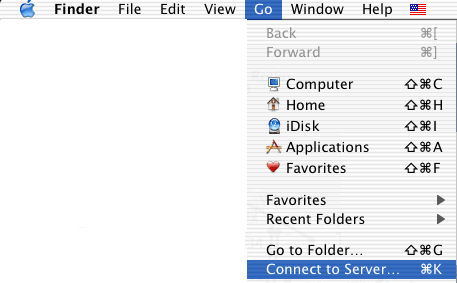 Finder File Edit View Go Window Help
Back ⌘[
Forward ⌘]
Computer ⇧⌘C
Home ⇧⌘H
iDisk ⇧⌘I
Applications ⇧⌘A
Favorites ⇧⌘F
Favorites ▶
Recent Folders ▶
Go to Folder... ⇧⌘G
Connect to Server... ⌘K